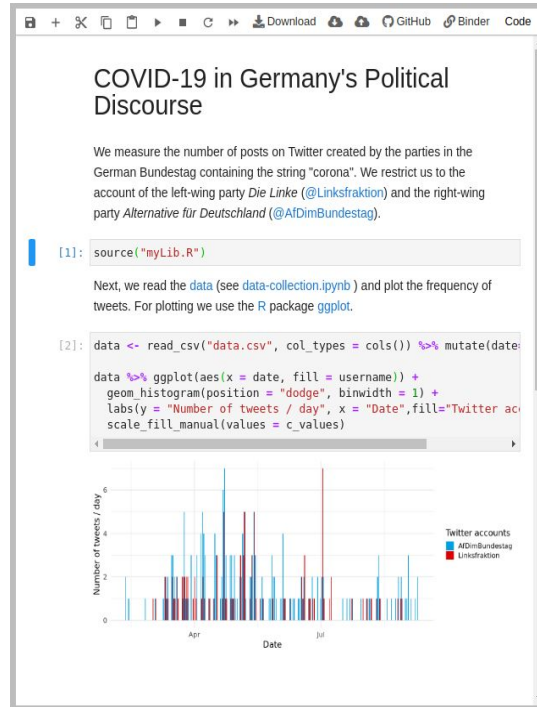 Download GitHub Binder Code
COVID-19 in Germany's Political
Discourse
We measure the number of posts on Twitter created by the parties in the
German Bundestag containing the string "corona". We restrict us to the
account of the left-wing party Die Linke (@Linksfraktion) and the right-wing
party Alternative für Deutschland (@AfDimBundestag).
[1]: source("myLib.R")
Next, we read the data (see data-collection.ipynb ) and plot the frequency of
tweets. For plotting we use the R package ggplot.
[2]: data <- read_csv("data.csv", col_types = cols()) %>% mutate(date=
data %>% ggplot(aes(x = date, fill = username)) +
geom_histogram(position = "dodge", binwidth = 1) +
labs(y = "Number of tweets / day", x = "Date",fill="Twitter acc
scale_fill_manual(values = c_values)
Number of tweets / day
6
4
2
0
Apr
Jul
Date
Twitter accounts
AfDimBundestag
Linksfraktion